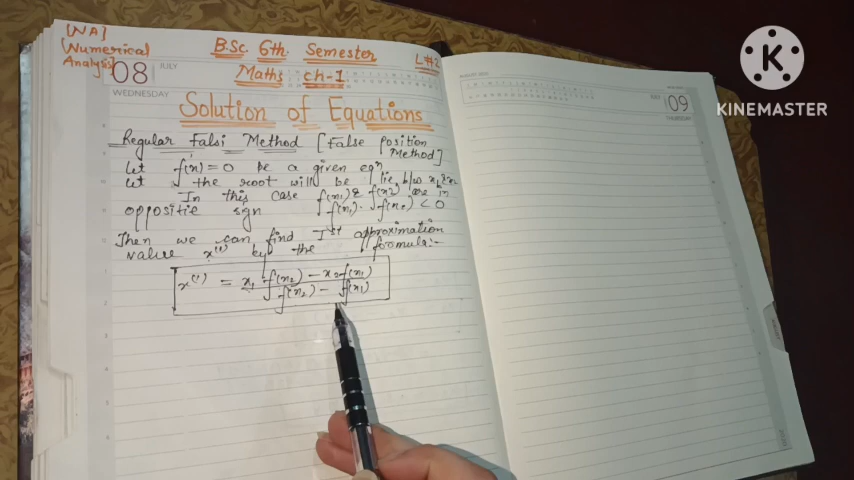 [NA]
[Numerical
Analysis]
B.Sc. 6th Semester
L#2
08 JULY
Maths ch-1
WEDNESDAY
Solution of Equations
Regular Falsi Method [False position
Method]
Let f(x)=0 be a given eqn
Let the root will be lie b/w x1 & x2
In this case f(x1) & f(x2) are in
oppositie sgn f(x1). f(x2) < 0
Then we can find Ist approximation
value x(1) by the formula:-
x(1) = x1 f(x2) - x2 f(x1)
f(x2) - f(x1)
09
THURSDAY
KINEMASTER